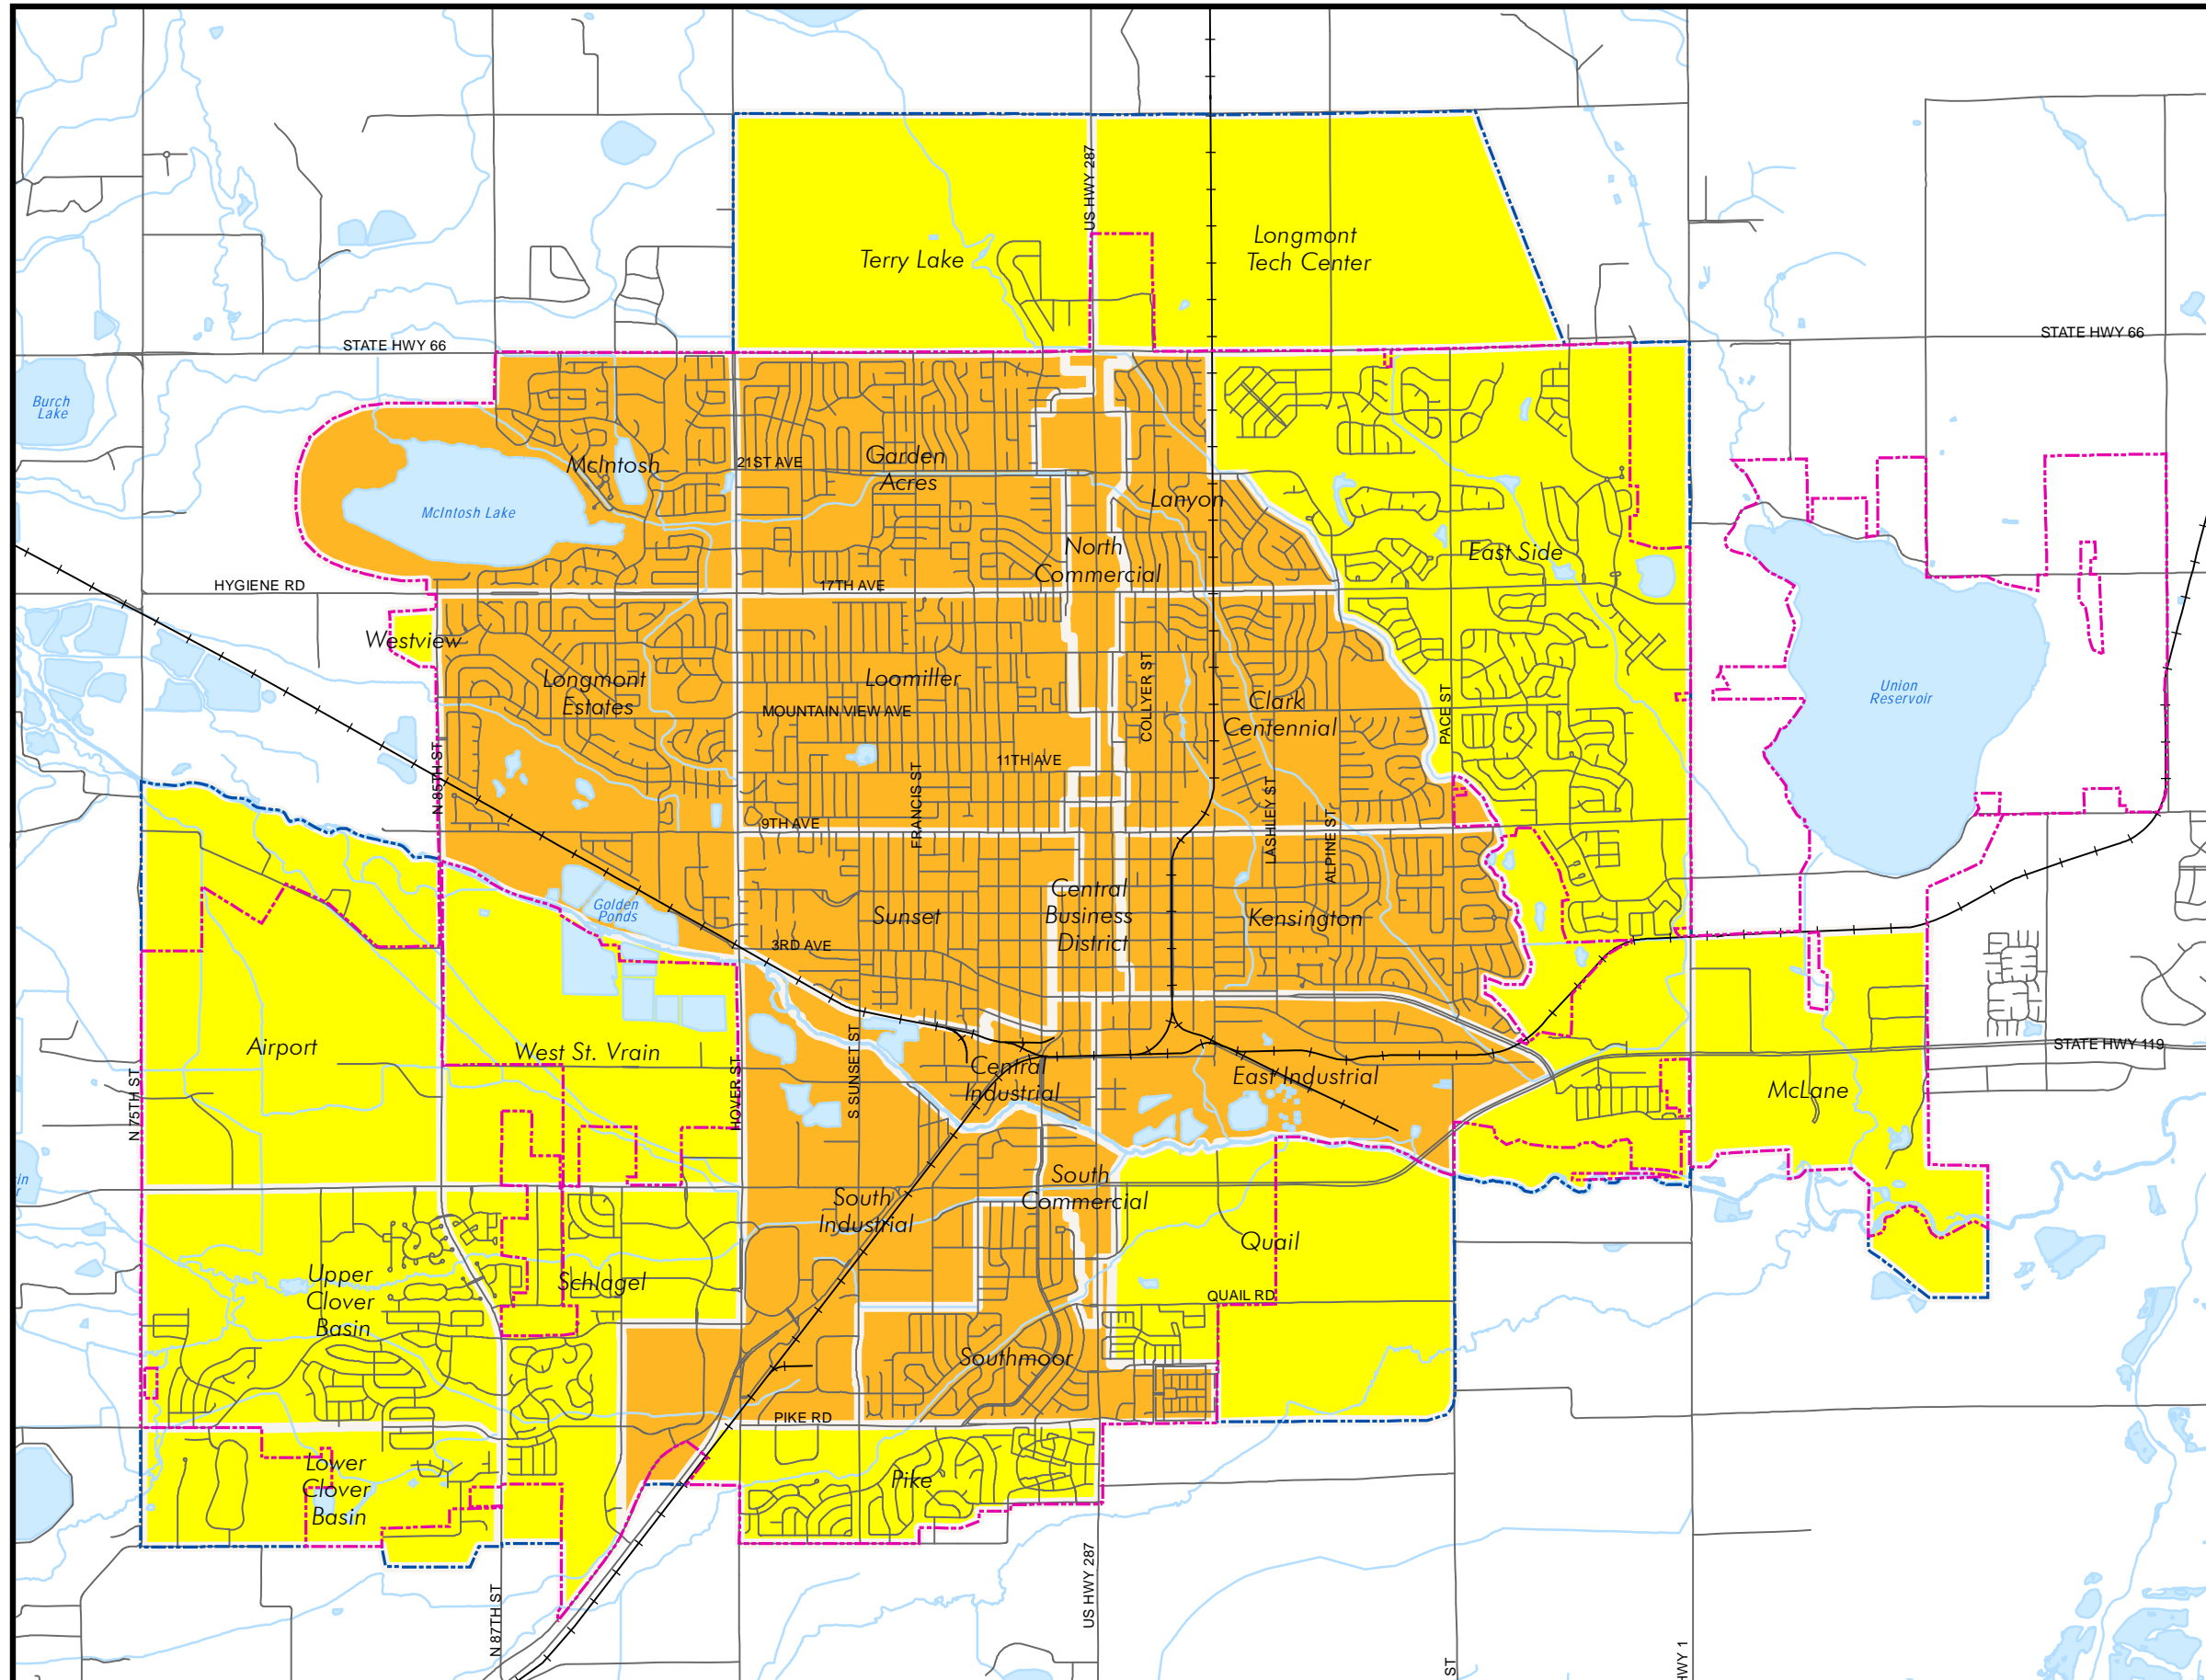 US HWY 287
Longmont
Tech Center
Terry Lake
STATE HWY 66
STATE HWY 66
Burch
Lake
McIntosh
21ST AVE
Garden
Acres
Lanyon
McIntosh Lake
North
Commercial
East Side
HYGIENE RD
17TH AVE
Westview
Longmont
Estates
Loomiller
COLLYER ST
Clark
Centennial
PACE ST
Union
Reservoir
MOUNTAIN VIEW AVE
11TH AVE
N 85TH ST
FRANCIS ST
9TH AVE
LASHLEY ST
ALPINE ST
Golden
Ponds
Sunset
Central
Business
District
Kensington
3RD AVE
Airport
West St. Vrain
STATE HWY 119
N 75TH ST
HOVER ST
S SUNSET ST
Central
Industrial
East Industrial
McLane
South
Industrial
South
Commercial
Quail
Upper
Clover
Basin
Schlagel
QUAIL RD
Southmoor
PIKE RD
Lower
Clover
Basin
Pike
N 87TH ST
US HWY 287
ST
HWY 1